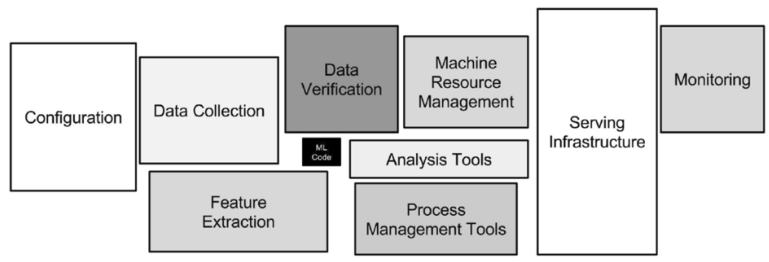 Configuration
Data Collection
Data
Verification
Machine
Resource
Management
Serving
Infrastructure
Monitoring
ML
Code
Analysis Tools
Feature
Extraction
Process
Management Tools